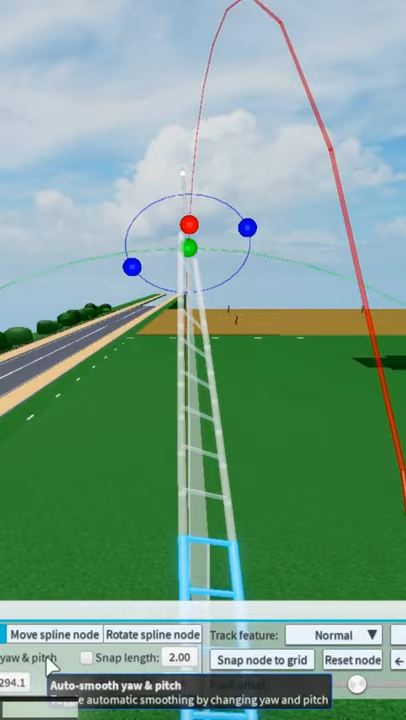 Move spline node Rotate spline node Track feature: Normal
yaw & pitch Snap length: 2.00 Snap node to grid Reset node
294.1 Auto-smooth yaw & pitch
e automatic smoothing by changing yaw and pitch